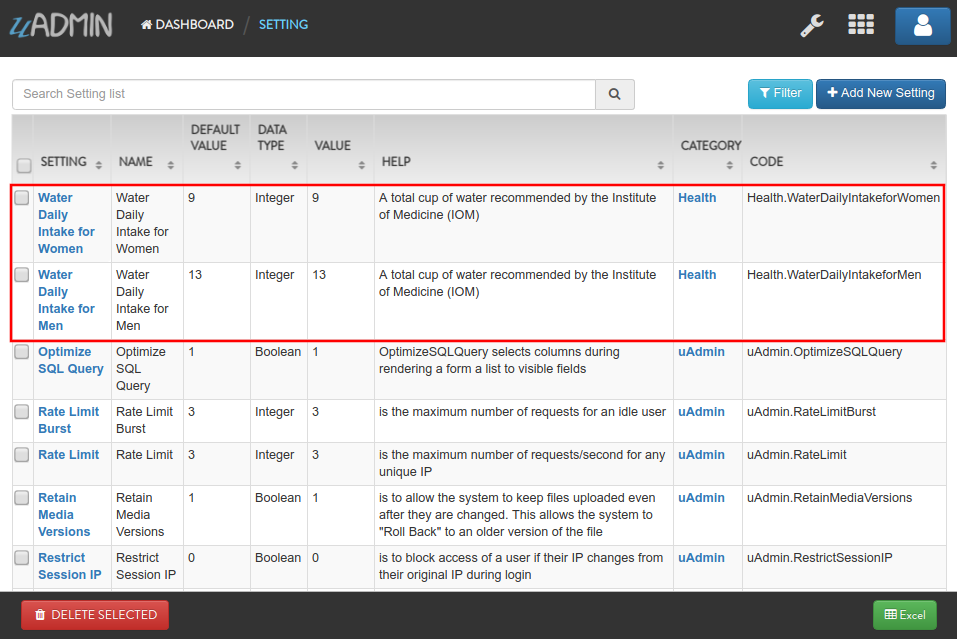 uADMIN
DASHBOARD / SETTING
Search Setting list
Filter
Add New Setting
SETTING NAME DEFAULT VALUE DATA TYPE VALUE HELP CATEGORY CODE
Water Daily Intake for Women Water Daily Intake for Women 9 Integer 9 A total cup of water recommended by the Institute of Medicine (IOM) Health Health.WaterDailyIntakeforWomen
Water Daily Intake for Men Water Daily Intake for Men 13 Integer 13 A total cup of water recommended by the Institute of Medicine (IOM) Health Health.WaterDailyIntakeforMen
Optimize SQL Query Optimize SQL Query 1 Boolean 1 OptimizeSQLQuery selects columns during rendering a form a list to visible fields uAdmin uAdmin.OptimizeSQLQuery
Rate Limit Burst Rate Limit Burst 3 Integer 3 is the maximum number of requests for an idle user uAdmin uAdmin.RateLimitBurst
Rate Limit Rate Limit 3 Integer 3 is the maximum number of requests/second for any unique IP uAdmin uAdmin.RateLimit
Retain Media Versions Retain Media Versions 1 Boolean 1 is to allow the system to keep files uploaded even after they are changed. This allows the system to "Roll Back" to an older version of the file uAdmin uAdmin.RetainMediaVersions
Restrict Session IP Restrict Session IP 0 Boolean 0 is to block access of a user if their IP changes from their original IP during login uAdmin uAdmin.RestrictSessionIP
DELETE SELECTED
Excel